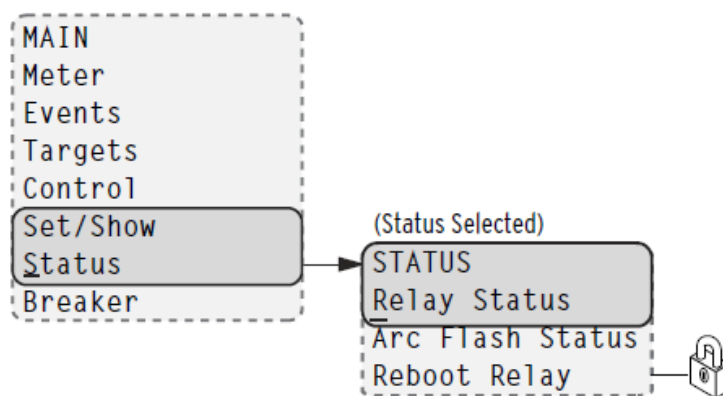 MAIN
Meter
Events
Targets
Control
Set/Show
Status
Breaker
(Status Selected)
STATUS
Relay Status
Arc Flash Status
Reboot Relay